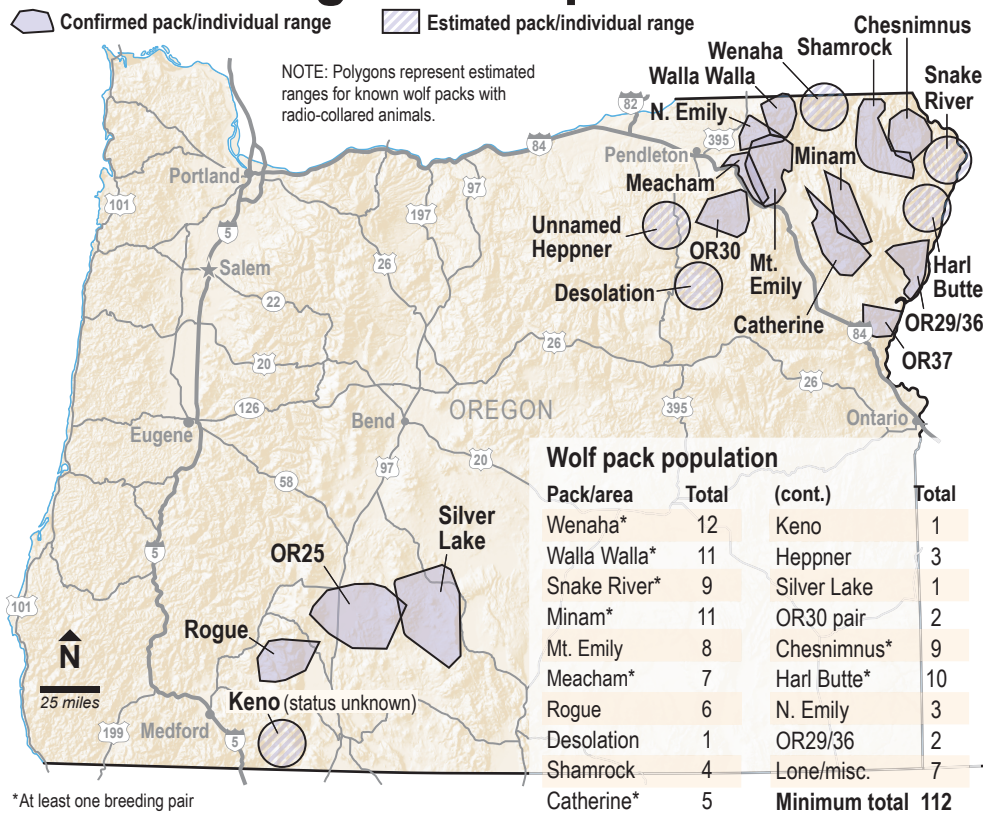 Confirmed pack/individual range
Estimated pack/individual range
NOTE: Polygons represent estimated
ranges for known wolf packs with
radio-collared animals.
Chesnimnus
Wenaha
Shamrock
Walla Walla
Snake
River
N. Emily
82
395
84
Pendleton
Minam
Meacham
Portland
101
97
197
5
Unnamed
Heppner
OR30
Mt.
Emily
Harl
Butte
Salem
26
22
Desolation
Catherine
OR29/36
84
OR37
26
20
26
126
395
OREGON
Bend
Ontario
Eugene
97
20
58
Silver
Lake
OR25
5
101
Rogue
N
25 miles
Keno (status unknown)
Medford
199
5
Wolf pack population
Pack/area Total (cont.) Total
Wenaha* 12 Keno 1
Walla Walla* 11 Heppner 3
Snake River* 9 Silver Lake 1
Minam* 11 OR30 pair 2
Mt. Emily 8 Chesnimnus* 9
Meacham* 7 Harl Butte* 10
Rogue 6 N. Emily 3
Desolation 1 OR29/36 2
Shamrock 4 Lone/misc. 7
Catherine* 5 Minimum total 112
*At least one breeding pair